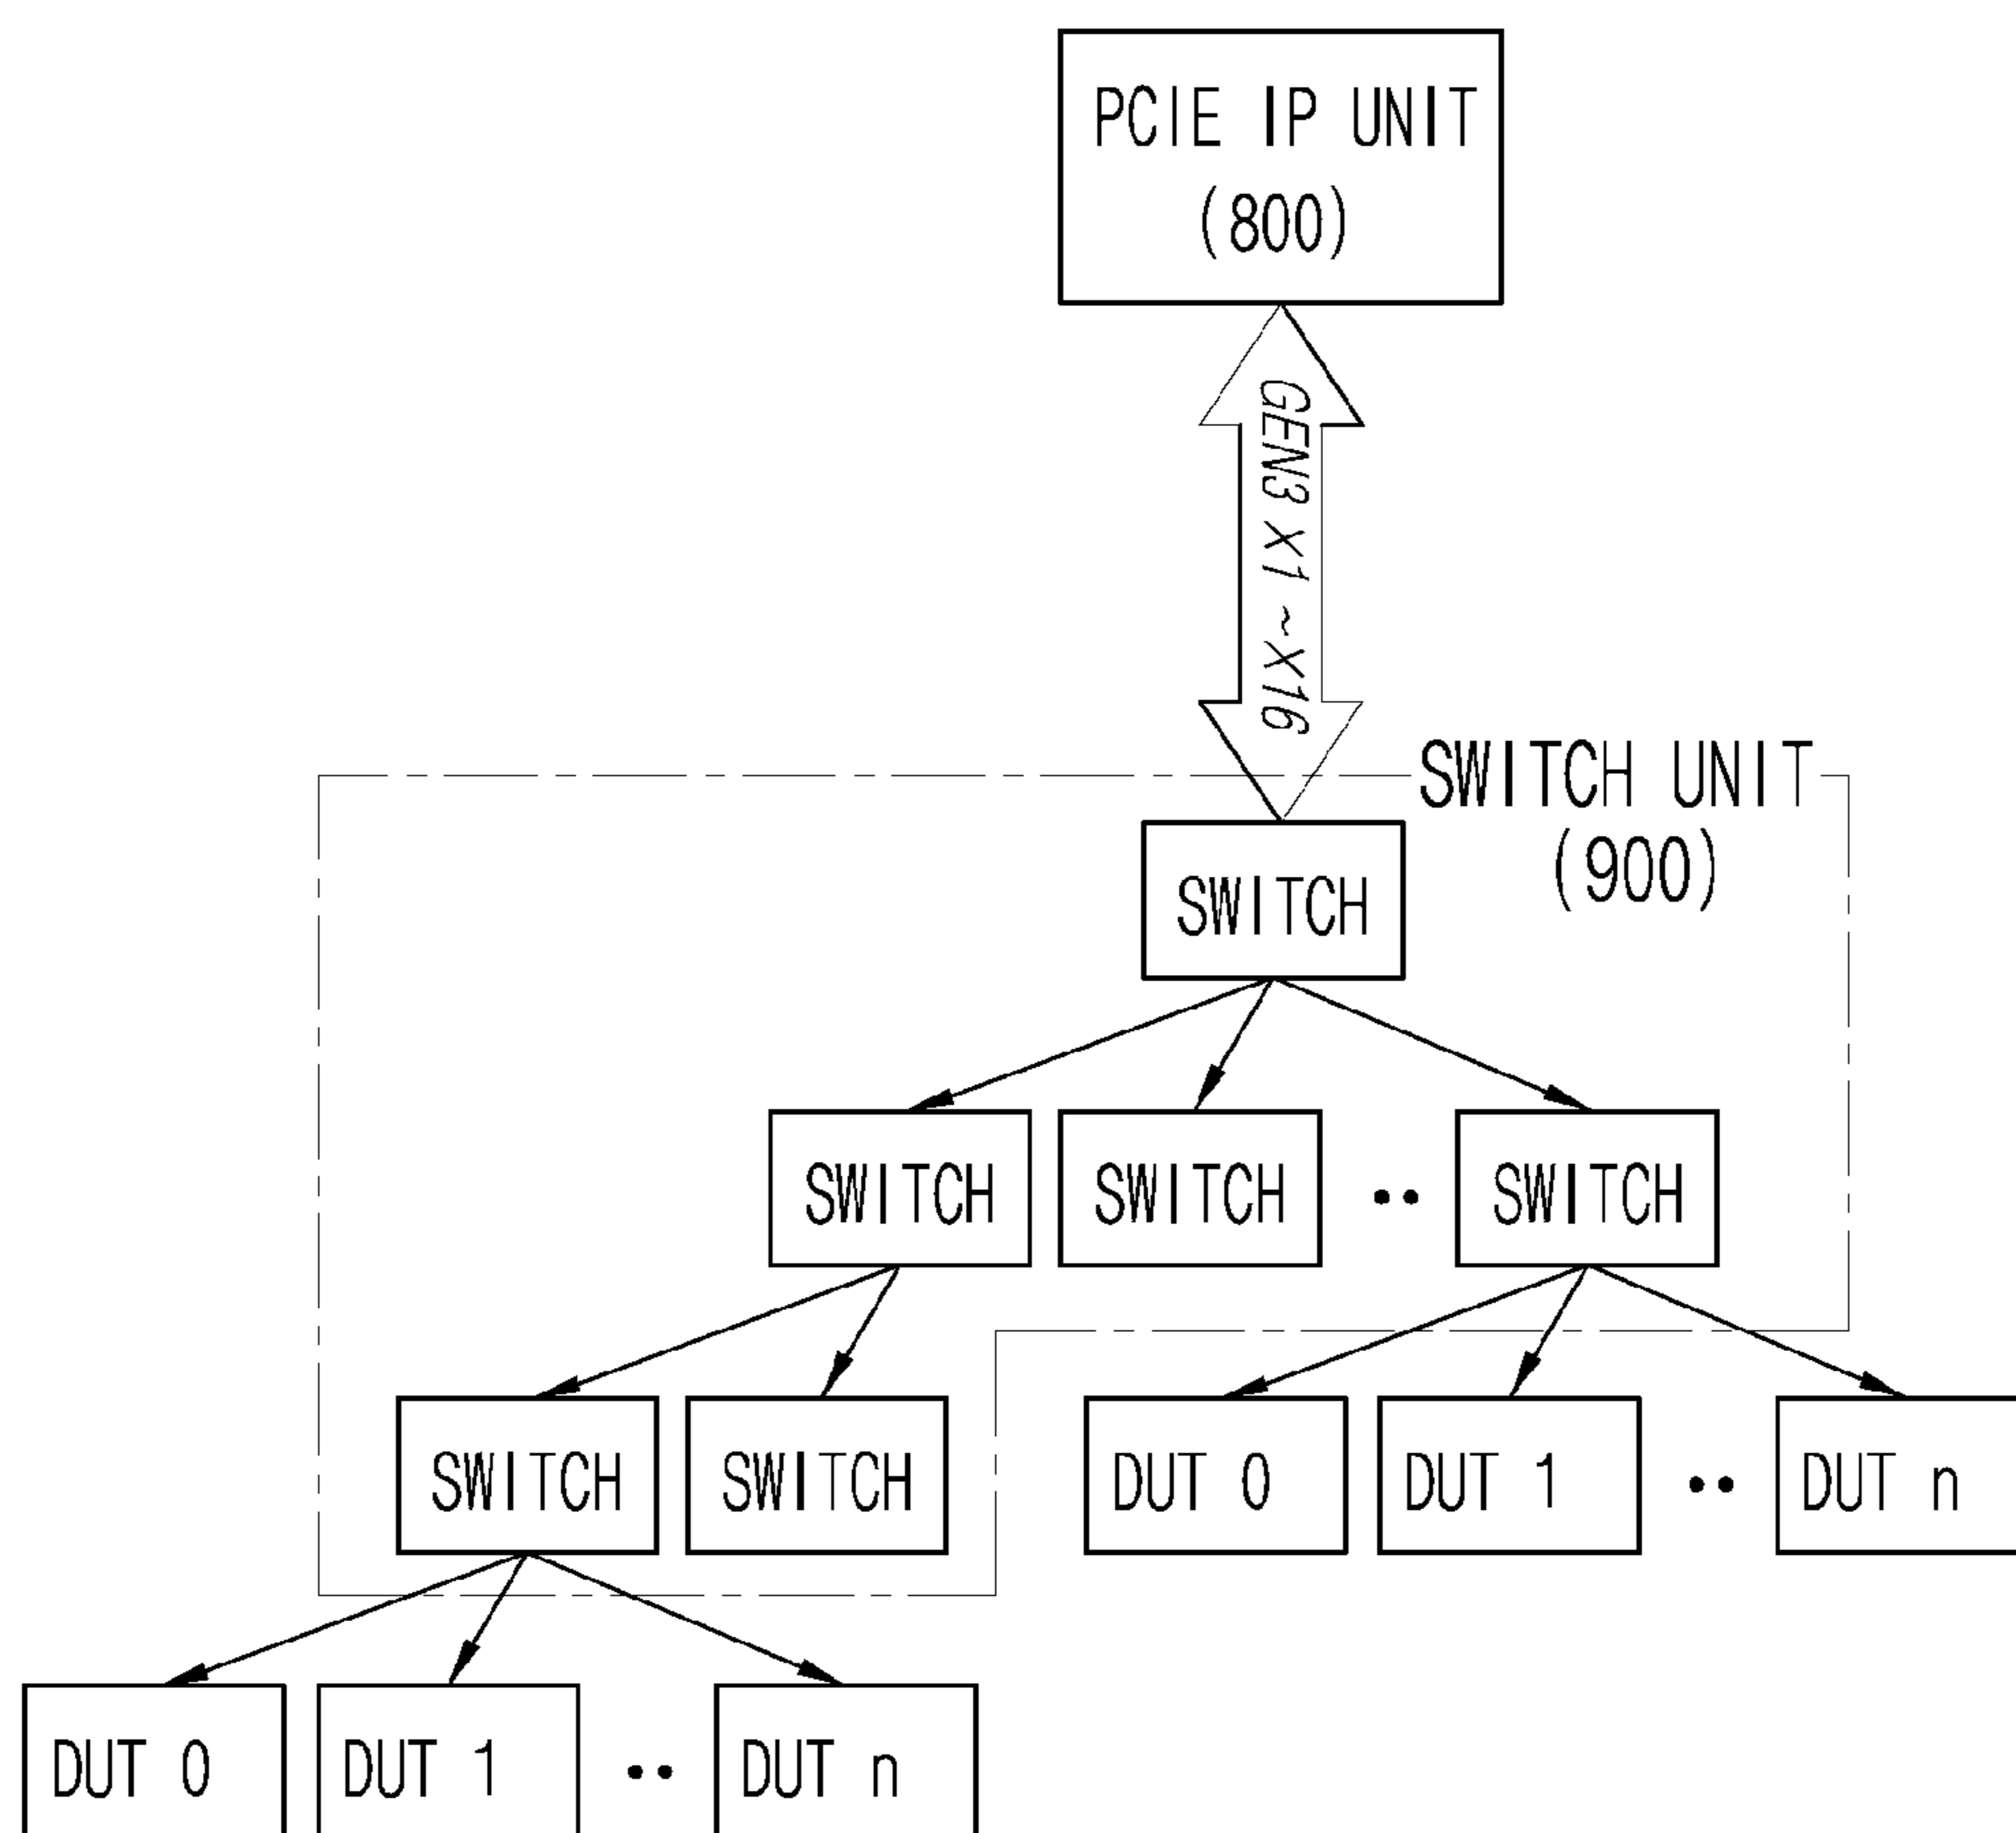 PCIE IP UNIT
(800)
GEN3 X1 ~X16
SWITCH UNIT
(900)
SWITCH
SWITCH SWITCH •• SWITCH
SWITCH SWITCH DUT 0 DUT 1 •• DUT n
DUT 0 DUT 1 •• DUT n